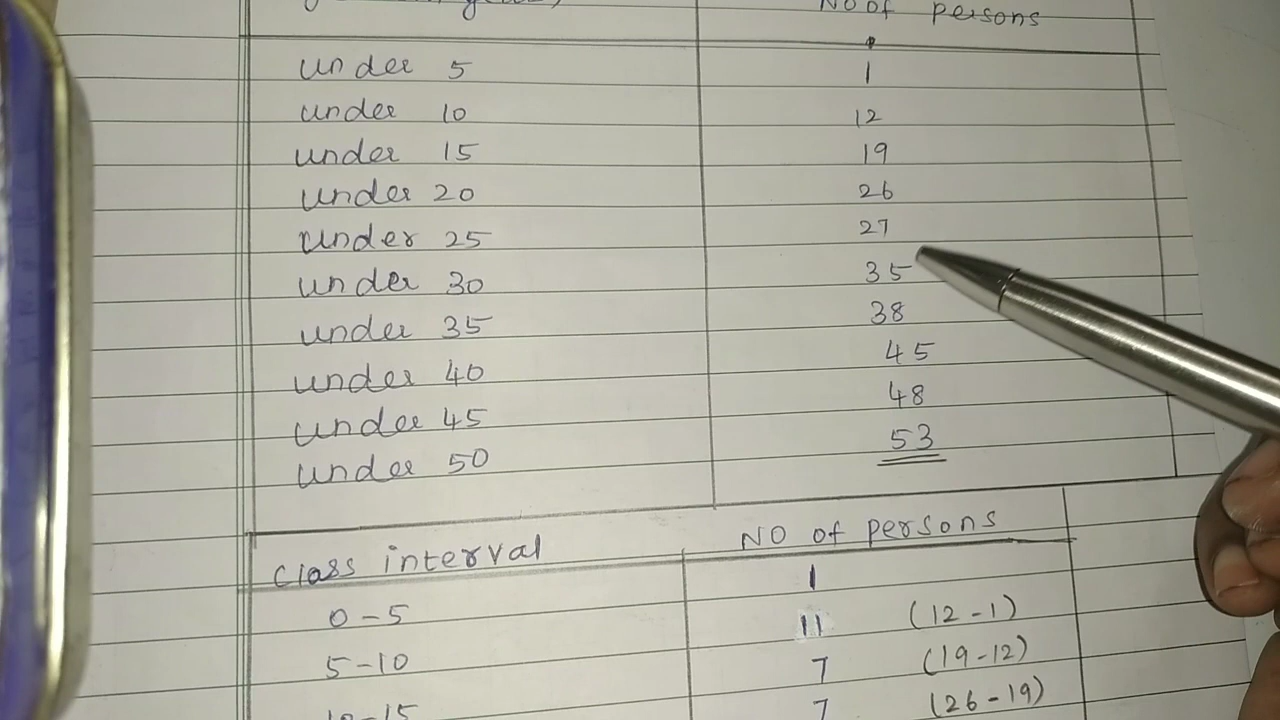 No of persons
under 5 1
under 10 12
under 15 19
under 20 26
under 25 27
under 30 35
under 35 38
under 40 45
under 45 48
under 50 53
class interval NO of persons
0-5 1
5-10 11 (12-1)
10-15 7 (19-12)
7 (26-19)